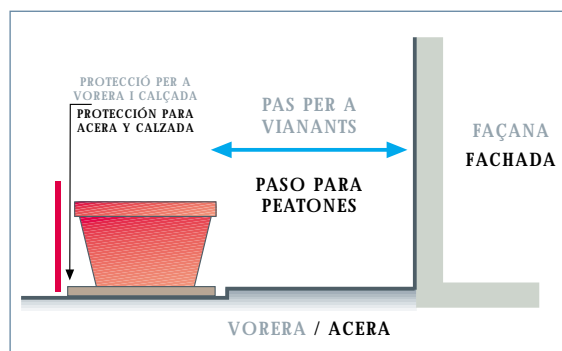 PROTECCIÓ PER A
VORERA I CALÇADA
PROTECCIÓN PARA
ACERA Y CALZADA
PAS PER A
VIANANTS
PASO PARA
PEATONES
FAÇANA
FACHADA
VORERA / ACERA